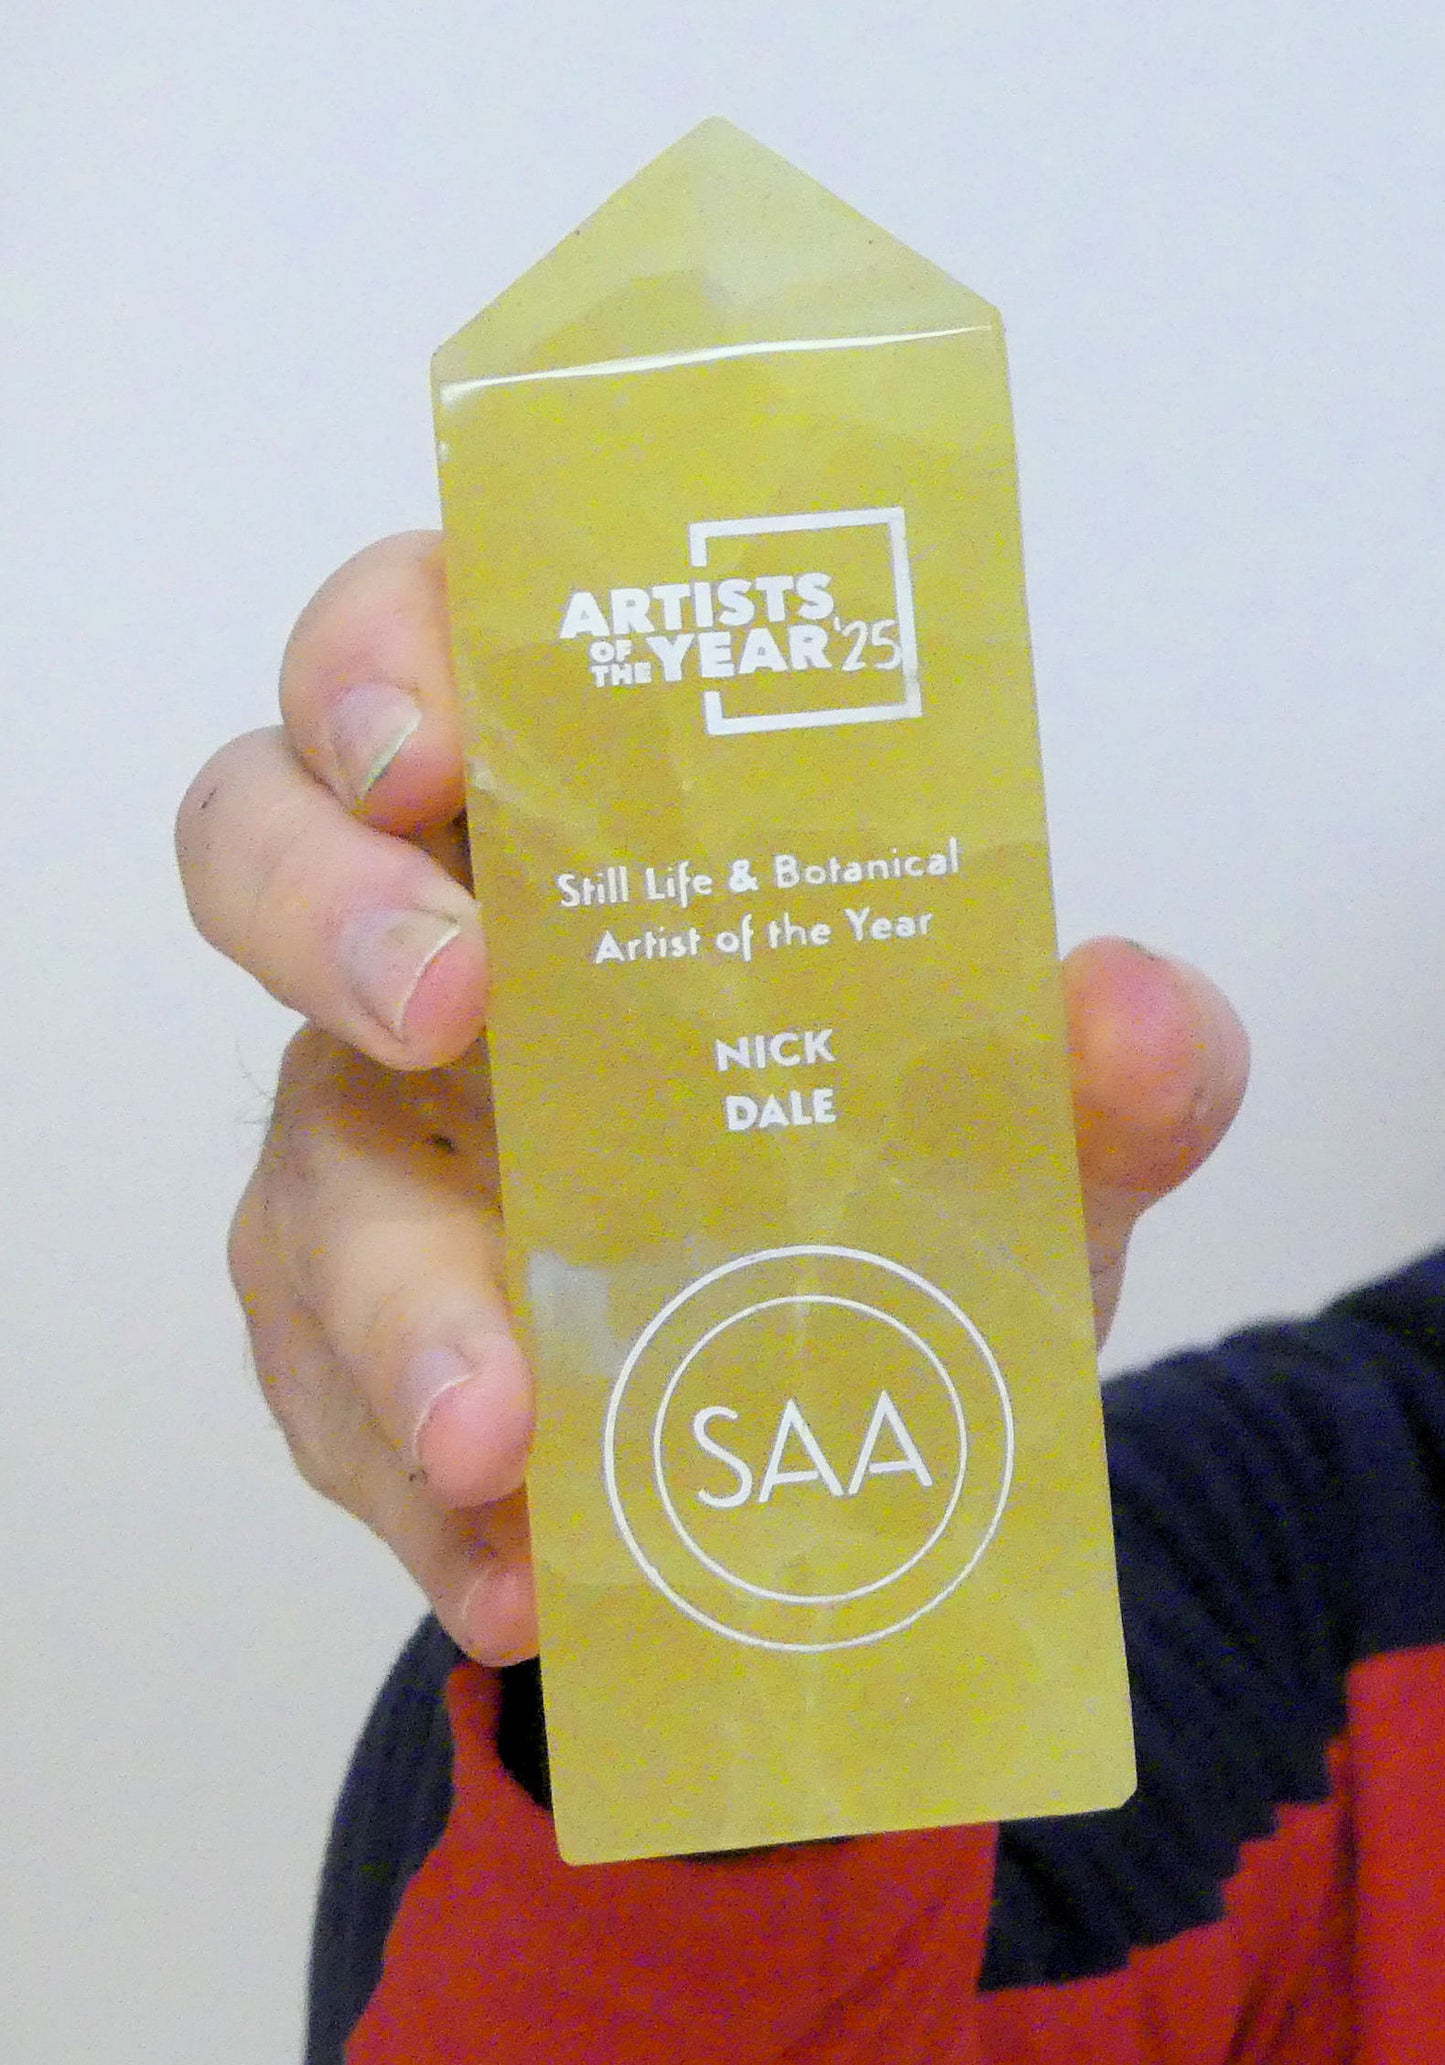 ARTISTS
OF THE YEAR '25
Still Life & Botanical
Artist of the Year
NICK
DALE
SAA